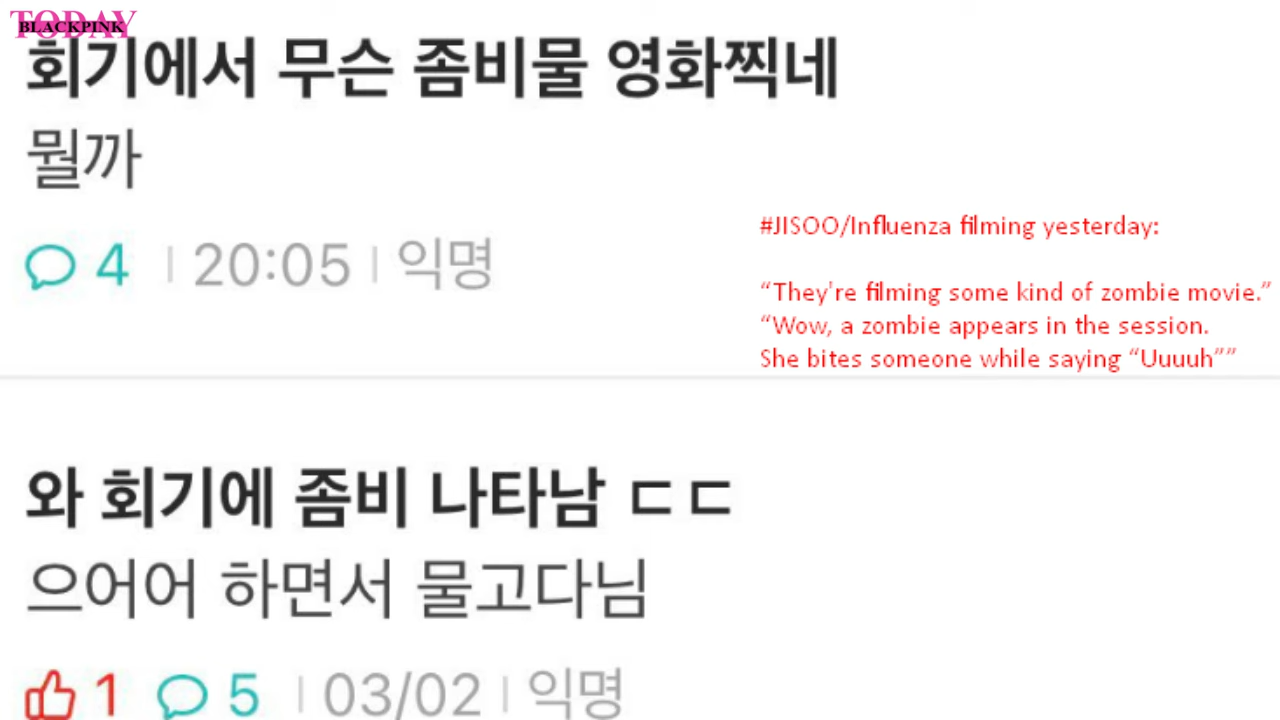 TODAY
BLACKPINK
회기에서 무슨 좀비물 영화찍네
뭘까
4 | 20:05 | 익명
#JISOO/Influenza filming yesterday:
“They're filming some kind of zombie movie.”
“Wow, a zombie appears in the session.
She bites someone while saying “Uuuuh””
와 회기에 좀비 나타남 ㄷㄷ
으어어 하면서 물고다님
1 5 | 03/02 | 익명